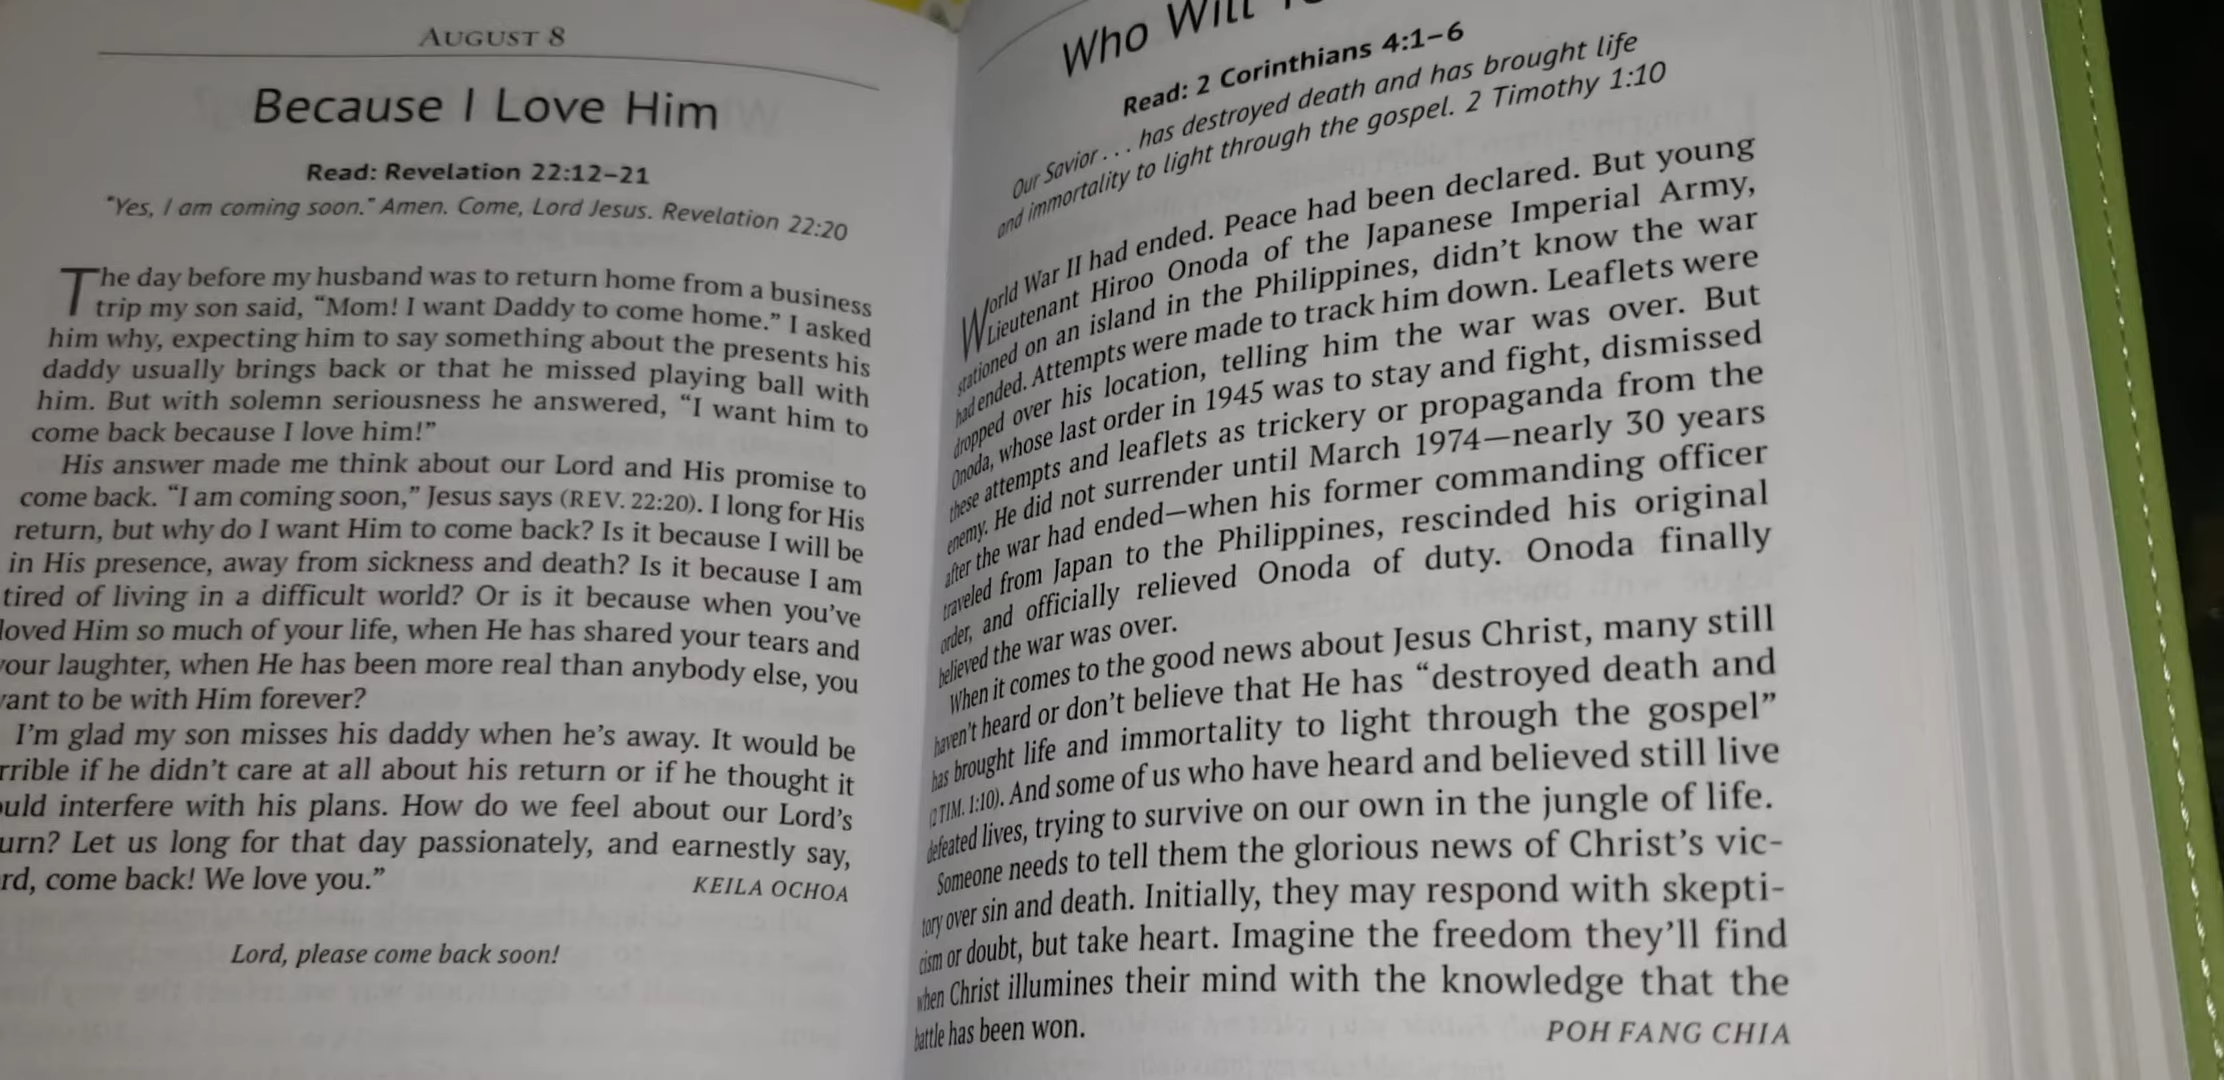 AUGUST 8
Because I Love Him
Read: Revelation 22:12–21
"Yes, I am coming soon." Amen. Come, Lord Jesus. Revelation 22:20
The day before my husband was to return home from a business
trip my son said, “Mom! I want Daddy to come home.” I asked
him why, expecting him to say something about the presents his
daddy usually brings back or that he missed playing ball with
him. But with solemn seriousness he answered, “I want him to
come back because I love him!”
His answer made me think about our Lord and His promise to
come back. “I am coming soon,” Jesus says (REV. 22:20). I long for His
return, but why do I want Him to come back? Is it because I will be
in His presence, away from sickness and death? Is it because I am
tired of living in a difficult world? Or is it because when you’ve
loved Him so much of your life, when He has shared your tears and
your laughter, when He has been more real than anybody else, you
ant to be with Him forever?
I’m glad my son misses his daddy when he’s away. It would be
rrible if he didn’t care at all about his return or if he thought it
ould interfere with his plans. How do we feel about our Lord’s
urn? Let us long for that day passionately, and earnestly say,
rd, come back! We love you.”
KEILA OCHOA
Lord, please come back soon!
Who Will
Read: 2 Corinthians 4:1–6
Our Savior . . . has destroyed death and has brought life
and immortality to light through the gospel. 2 Timothy 1:10
World War II had ended. Peace had been declared. But young
Lieutenant Hiroo Onoda of the Japanese Imperial Army,
stationed on an island in the Philippines, didn’t know the war
had ended. Attempts were made to track him down. Leaflets were
dropped over his location, telling him the war was over. But
Onoda, whose last order in 1945 was to stay and fight, dismissed
these attempts and leaflets as trickery or propaganda from the
enemy. He did not surrender until March 1974—nearly 30 years
after the war had ended—when his former commanding officer
traveled from Japan to the Philippines, rescinded his original
order, and officially relieved Onoda of duty. Onoda finally
believed the war was over.
When it comes to the good news about Jesus Christ, many still
haven’t heard or don’t believe that He has “destroyed death and
has brought life and immortality to light through the gospel”
(2 TIM. 1:10). And some of us who have heard and believed still live
defeated lives, trying to survive on our own in the jungle of life.
Someone needs to tell them the glorious news of Christ’s vic-
tory over sin and death. Initially, they may respond with skepti-
cism or doubt, but take heart. Imagine the freedom they’ll find
when Christ illumines their mind with the knowledge that the
battle has been won.
POH FANG CHIA